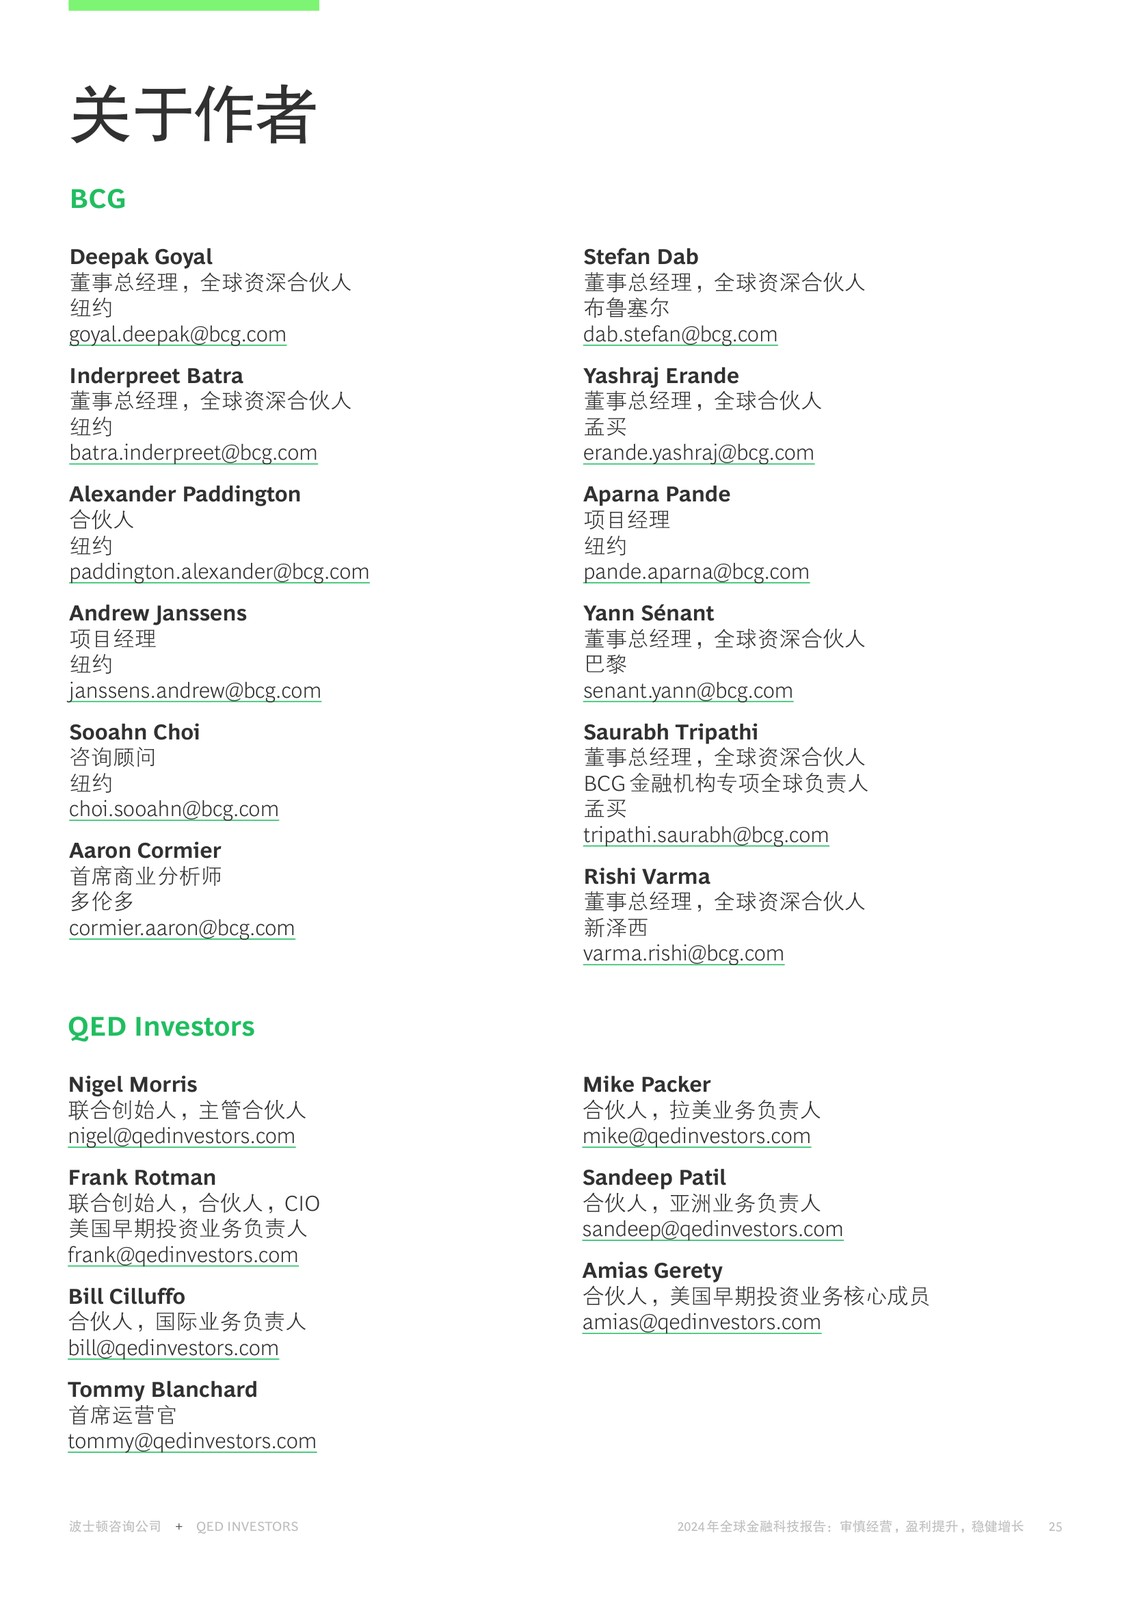 关于作者
BCG
Deepak Goyal
董事总经理，全球资深合伙人
纽约
goyal.deepak@bcg.com
Inderpreet Batra
董事总经理，全球资深合伙人
纽约
batra.inderpreet@bcg.com
Alexander Paddington
合伙人
纽约
paddington.alexander@bcg.com
Andrew Janssens
项目经理
纽约
janssens.andrew@bcg.com
Sooahn Choi
咨询顾问
纽约
choi.sooahn@bcg.com
Aaron Cormier
首席商业分析师
多伦多
cormier.aaron@bcg.com
Stefan Dab
董事总经理，全球资深合伙人
布鲁塞尔
dab.stefan@bcg.com
Yashraj Erande
董事总经理，全球合伙人
孟买
erande.yashraj@bcg.com
Aparna Pande
项目经理
纽约
pande.aparna@bcg.com
Yann Sénant
董事总经理，全球资深合伙人
巴黎
senant.yann@bcg.com
Saurabh Tripathi
董事总经理，全球资深合伙人
BCG 金融机构专项全球负责人
孟买
tripathi.saurabh@bcg.com
Rishi Varma
董事总经理，全球资深合伙人
新泽西
varma.rishi@bcg.com
QED Investors
Nigel Morris
联合创始人，主管合伙人
nigel@qedinvestors.com
Frank Rotman
联合创始人，合伙人，CIO
美国早期投资业务负责人
frank@qedinvestors.com
Bill Cilluffo
合伙人，国际业务负责人
bill@qedinvestors.com
Tommy Blanchard
首席运营官
tommy@qedinvestors.com
Mike Packer
合伙人，拉美业务负责人
mike@qedinvestors.com
Sandeep Patil
合伙人，亚洲业务负责人
sandeep@qedinvestors.com
Amias Gerety
合伙人，美国早期投资业务核心成员
amias@qedinvestors.com
波士顿咨询公司 + QED INVESTORS
2024 年全球金融科技报告：审慎经营，盈利提升，稳健增长 25